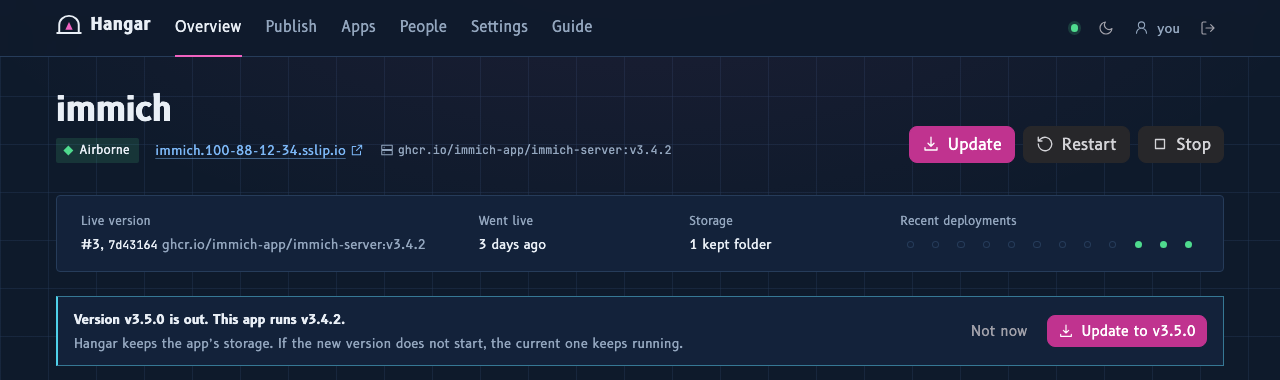 Hangar Overview Publish Apps People Settings Guide you
immich
Airborne immich.100-88-12-34.sslip.io ghcr.io/immich-app/immich-server:v3.4.2 Update Restart Stop
Live version Went live Storage Recent deployments
#3, 7d43164 ghcr.io/immich-app/immich-server:v3.4.2 3 days ago 1 kept folder
Version v3.5.0 is out. This app runs v3.4.2.
Hangar keeps the app's storage. If the new version does not start, the current one keeps running.
Not now Update to v3.5.0